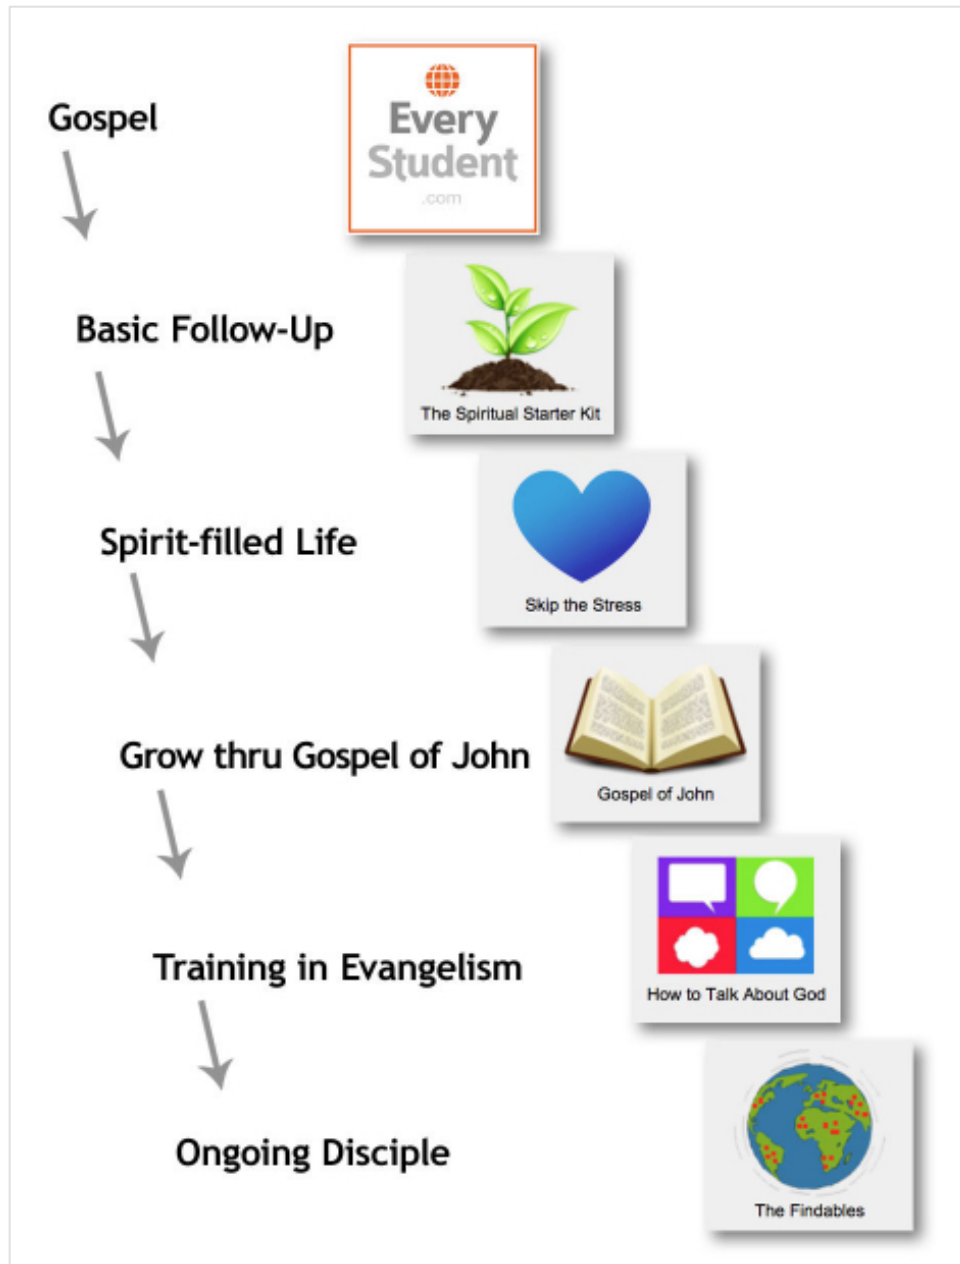 Gospel
Every
Student
.com
Basic Follow-Up
The Spiritual Starter Kit
Spirit-filled Life
Skip the Stress
Grow thru Gospel of John
Gospel of John
Training in Evangelism
How to Talk About God
Ongoing Disciple
The Findables